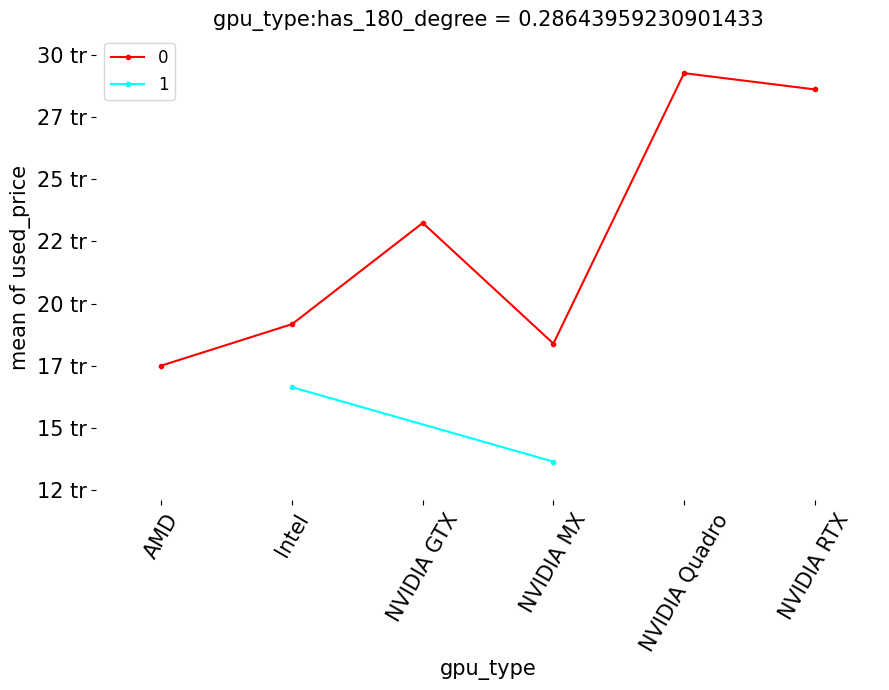 gpu_type:has_180_degree = 0.28643959230901433
0
1
mean of used_price
30 tr
27 tr
25 tr
22 tr
20 tr
17 tr
15 tr
12 tr
AMD
Intel
NVIDIA GTX
NVIDIA MX
NVIDIA Quadro
NVIDIA RTX
gpu_type